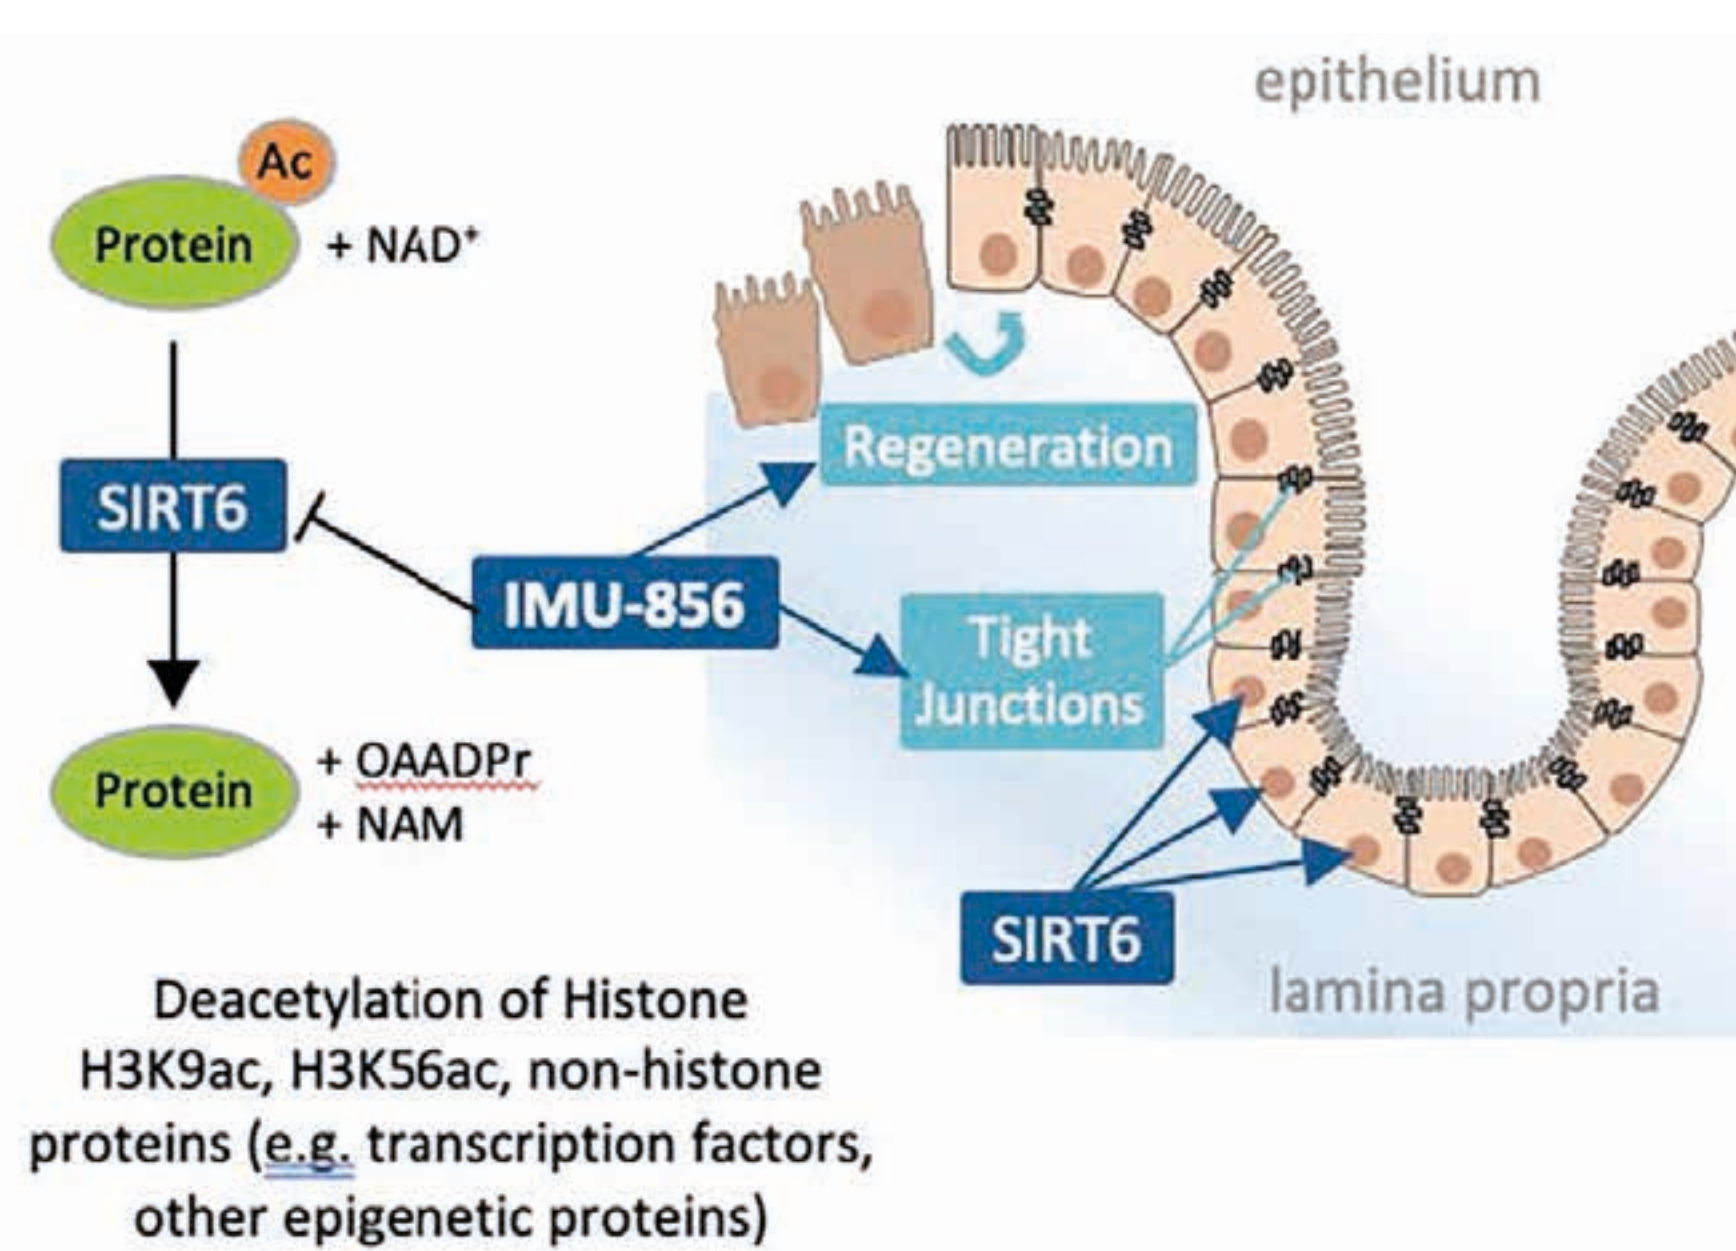 epithelium
Ac
Protein
+ NAD⁺
Regeneration
SIRT6
IMU-856
Tight
Junctions
Protein
+ OAADPr
+ NAM
SIRT6
lamina propria
Deacetylation of Histone
H3K9ac, H3K56ac, non-histone
proteins (e.g. transcription factors,
other epigenetic proteins)